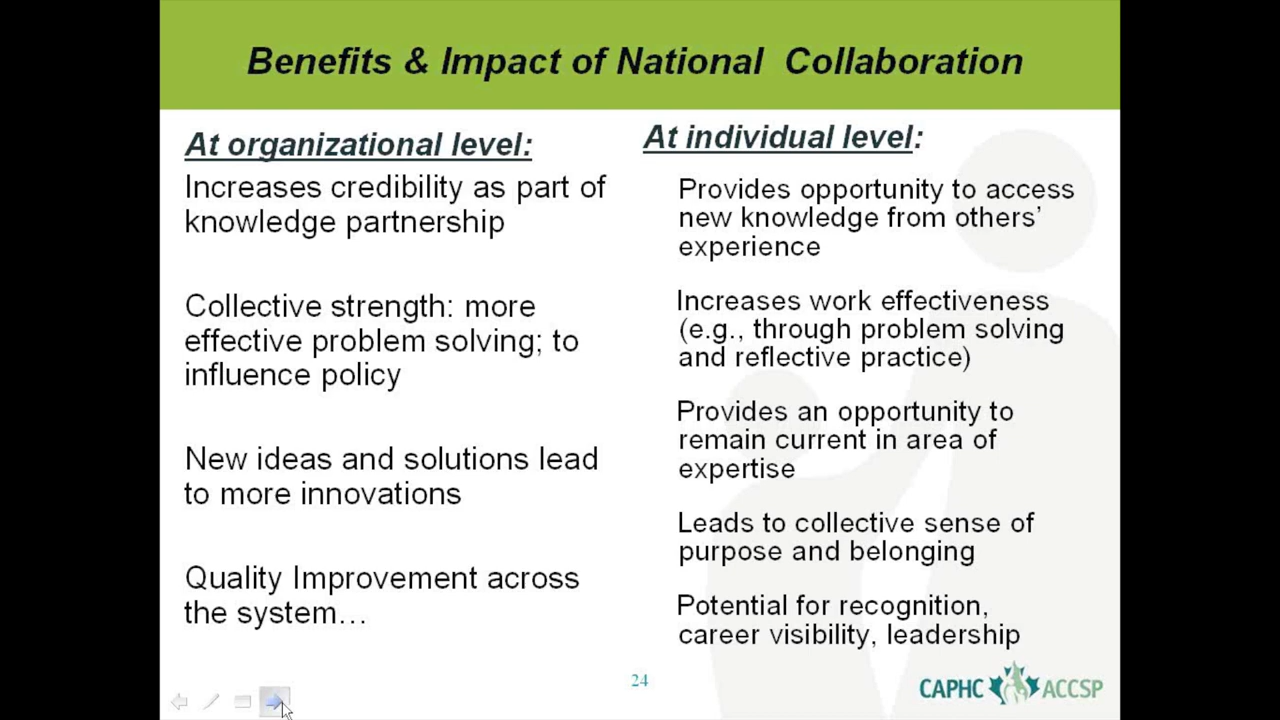 Benefits & Impact of National Collaboration
At organizational level:
Increases credibility as part of
knowledge partnership
Collective strength: more
effective problem solving; to
influence policy
New ideas and solutions lead
to more innovations
Quality Improvement across
the system…
At individual level:
Provides opportunity to access
new knowledge from others’
experience
Increases work effectiveness
(e.g., through problem solving
and reflective practice)
Provides an opportunity to
remain current in area of
expertise
Leads to collective sense of
purpose and belonging
Potential for recognition,
career visibility, leadership
24
CAPHC ACCSP